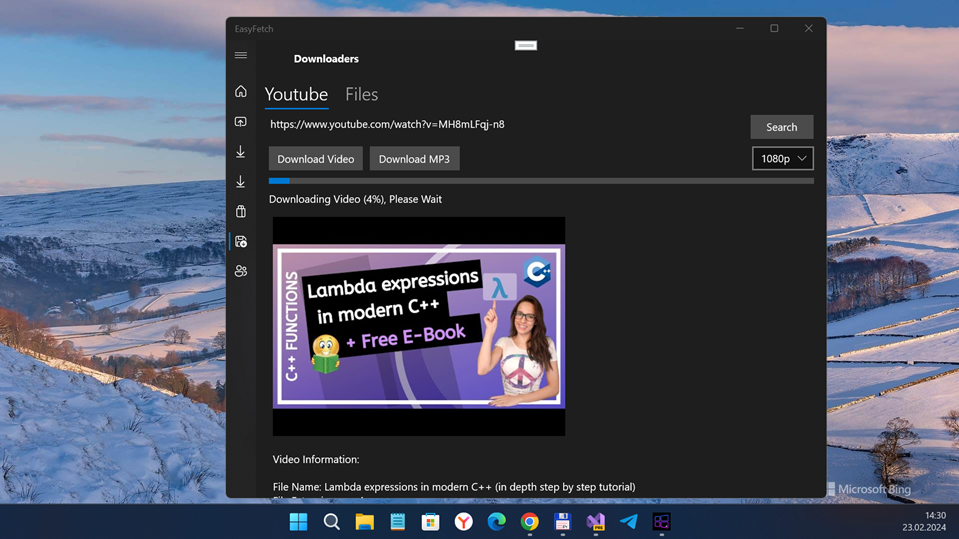 EasyFetch
Downloaders
Youtube Files
https://www.youtube.com/watch?v=MH8mLFqj-n8
Search
Download Video Download MP3
1080p
Downloading Video (4%), Please Wait
C++ FUNCTIONS
Lambda expressions
in modern C++
+ Free E-Book
λ
C++
Video Information:
File Name: Lambda expressions in modern C++ (in depth step by step tutorial)
Microsoft Bing
14:30
23.02.2024